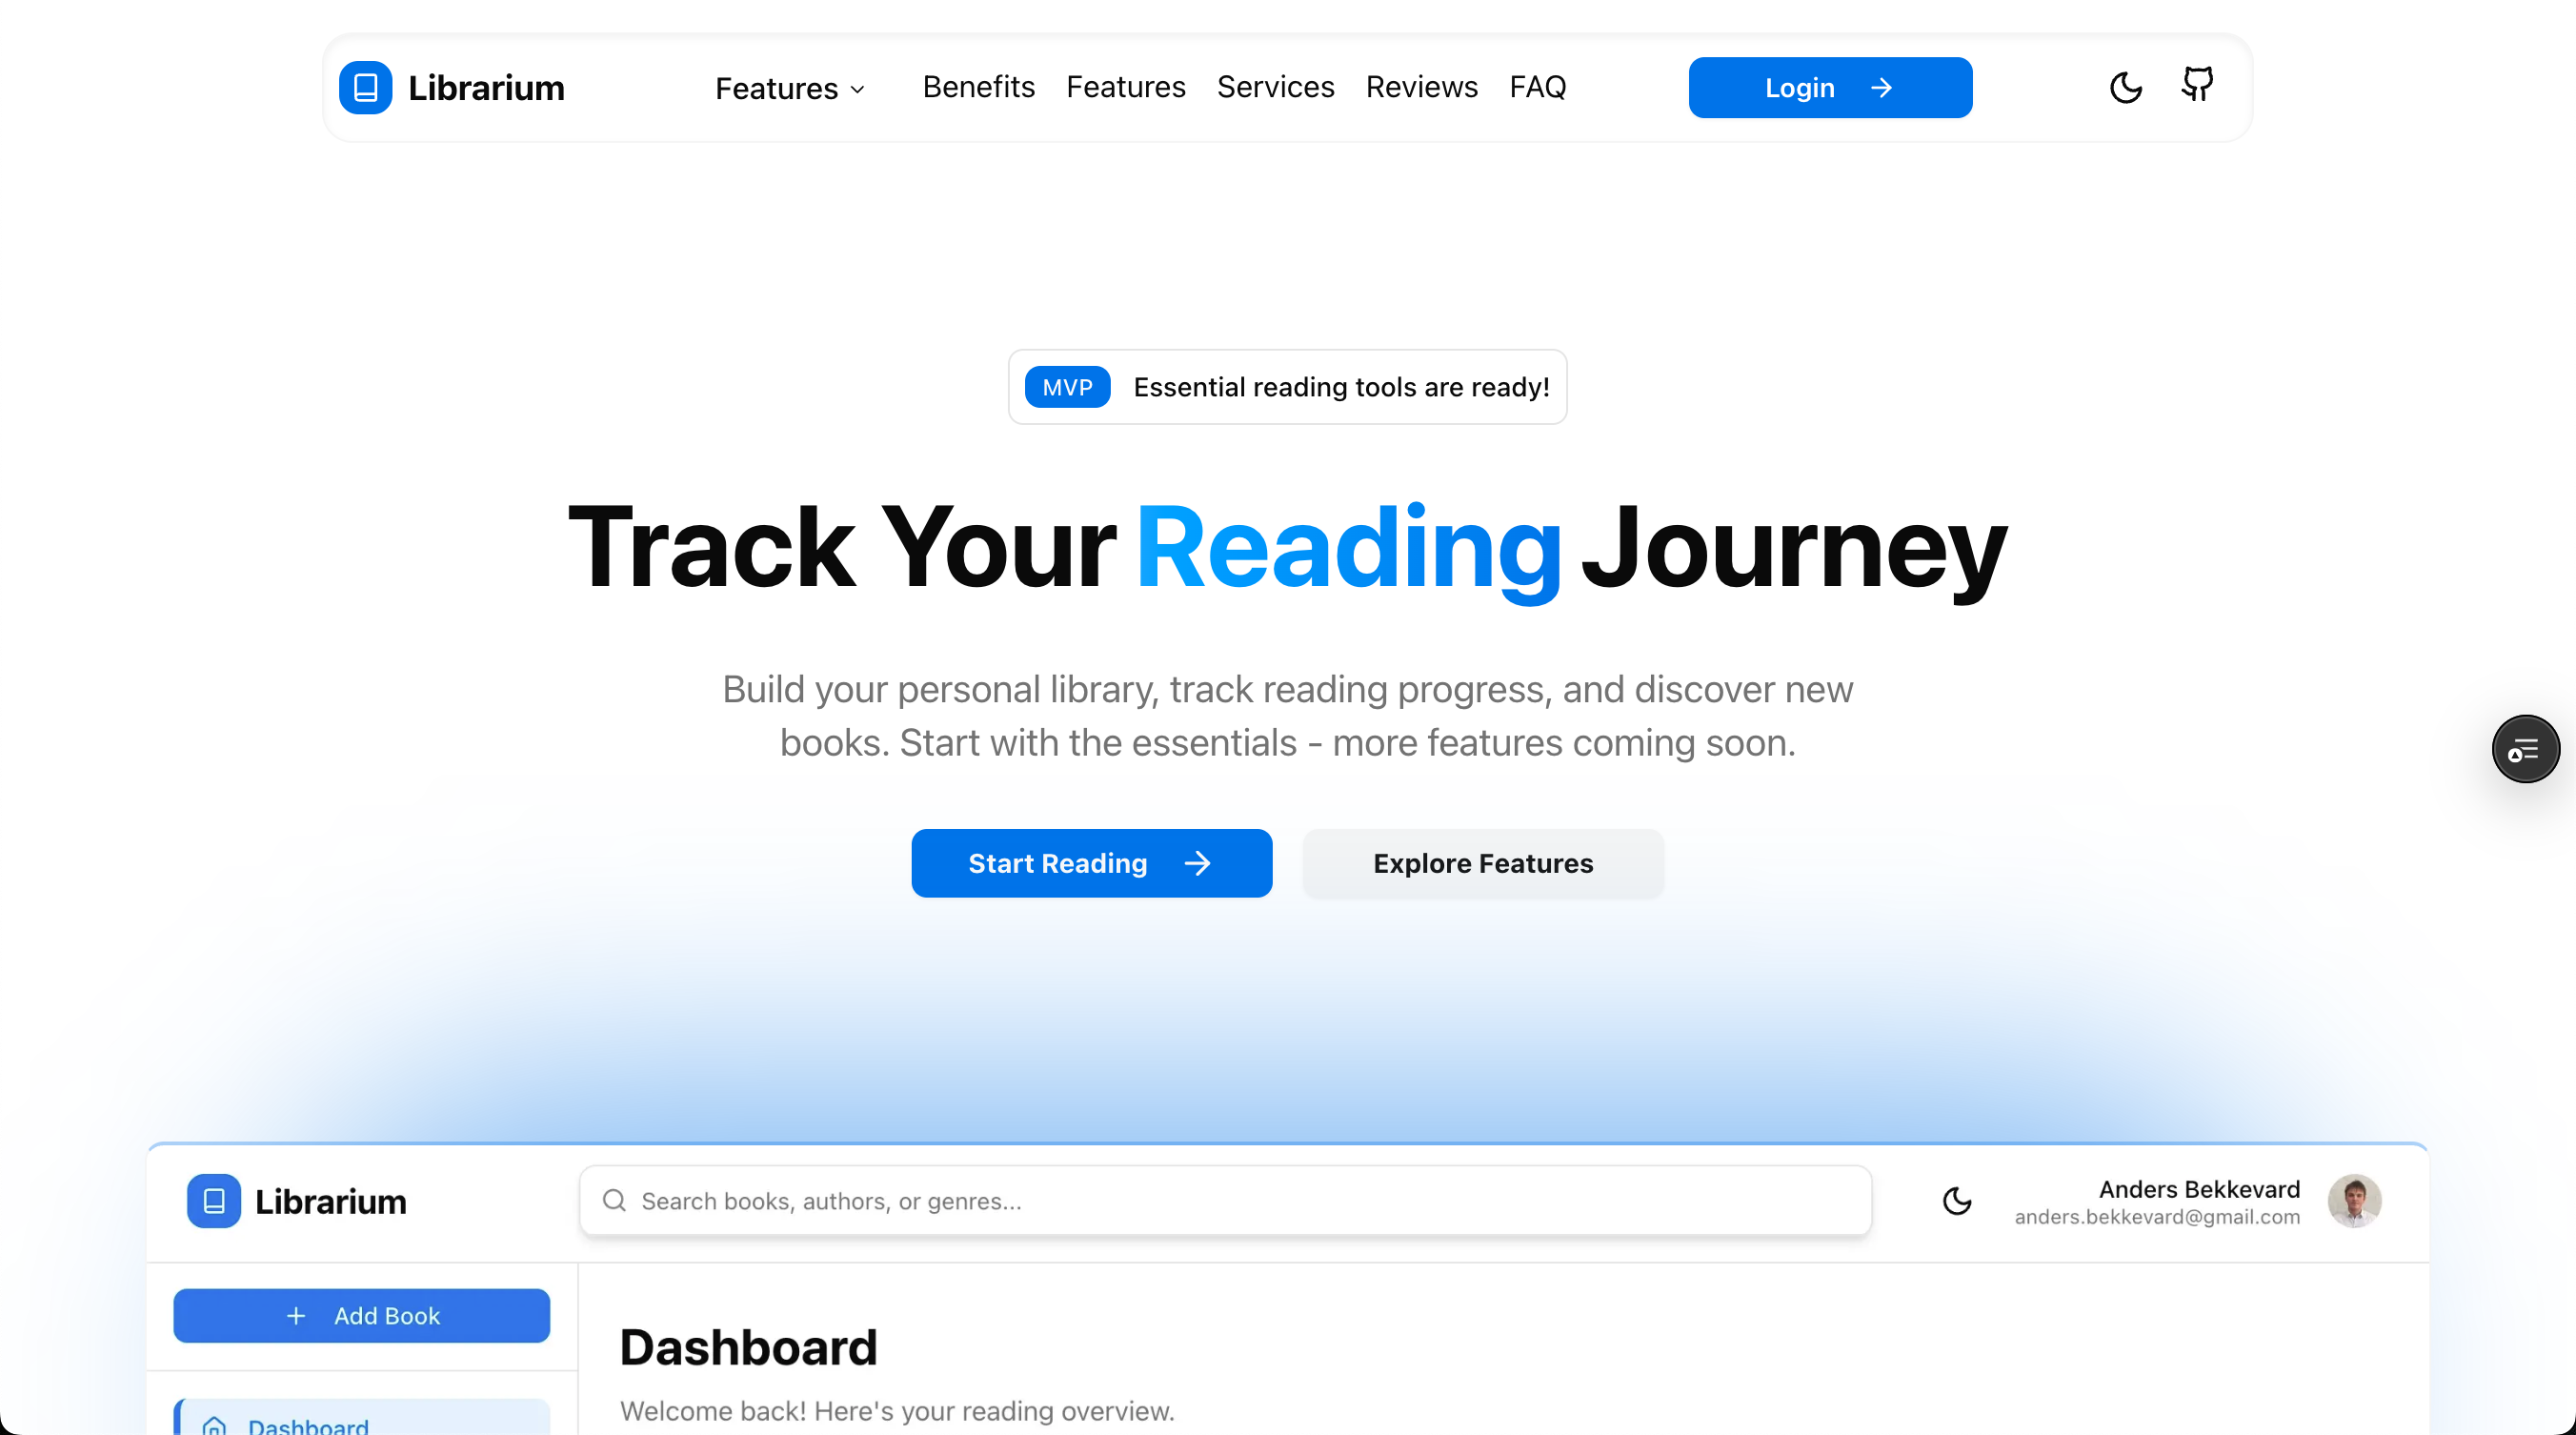 Librarium
Features
Benefits
Features
Services
Reviews
FAQ
Login
MVP
Essential reading tools are ready!
Track Your Reading Journey
Build your personal library, track reading progress, and discover new
books. Start with the essentials - more features coming soon.
Start Reading
Explore Features
Librarium
Search books, authors, or genres...
Anders Bekkevard
anders.bekkevard@gmail.com
Add Book
Dashboard
Dashboard
Welcome back! Here's your reading overview.